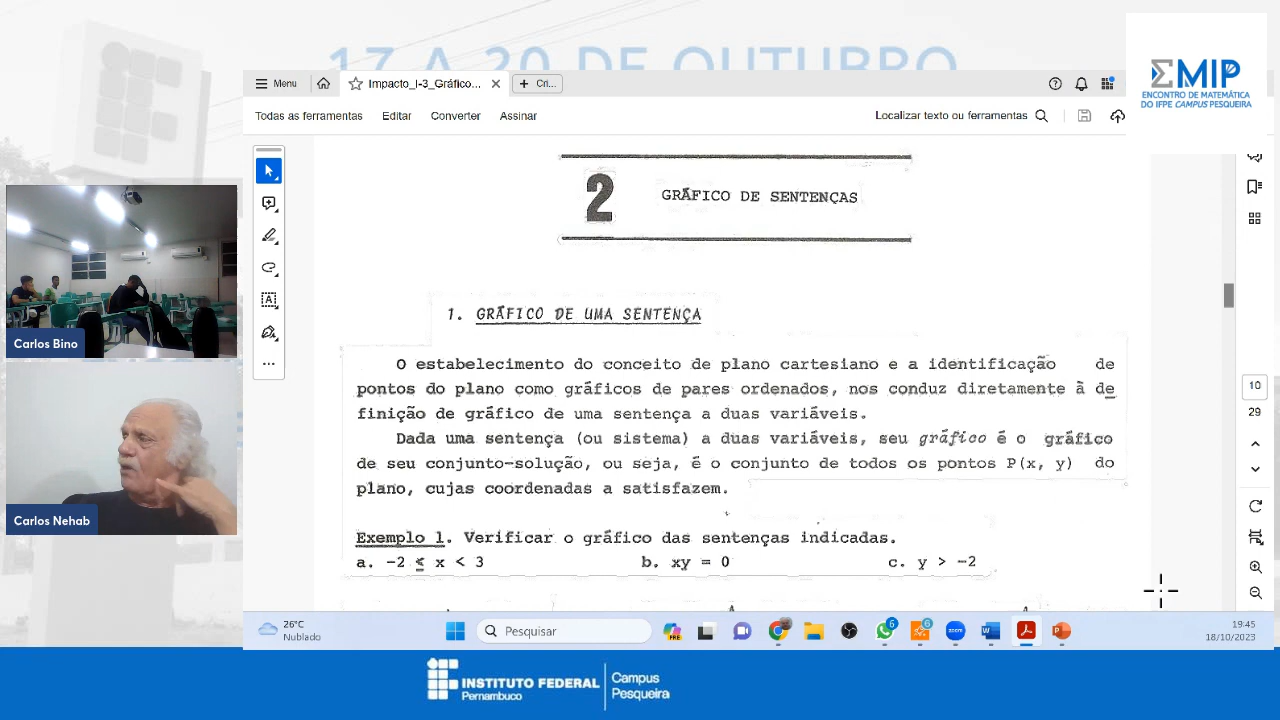 17 A 20 DE OUTUBRO
EMIP
ENCONTRO DE MATEMÁTICA
DO IFPE CAMPUS PESQUEIRA
Menu
Impacto_I-3_Gráfico...
Cri...
Todas as ferramentas
Editar
Converter
Assinar
Localizar texto ou ferramentas
2
GRÁFICO DE SENTENÇAS
1. GRÁFICO DE UMA SENTENÇA
O estabelecimento do conceito de plano cartesiano e a identificação de
pontos do plano como gráficos de pares ordenados, nos conduz diretamente à de
finição de gráfico de uma sentença a duas variáveis.
Dada uma sentença (ou sistema) a duas variáveis, seu gráfico é o gráfico
de seu conjunto-solução, ou seja, é o conjunto de todos os pontos P(x, y) do
plano, cujas coordenadas a satisfazem.
Exemplo 1. Verificar o gráfico das sentenças indicadas.
a. -2 ≤ x < 3 b. xy = 0 c. y > -2
10
29
Carlos Bino
Carlos Nehab
26°C
Nublado
Pesquisar
PRE
6
6
zoom
19:45
18/10/2023
INSTITUTO FEDERAL
Pernambuco
Campus
Pesqueira